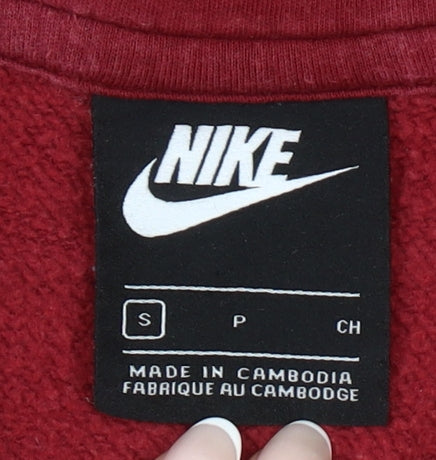 NIKE
S P CH
MADE IN CAMBODIA
FABRIQUE AU CAMBODGE